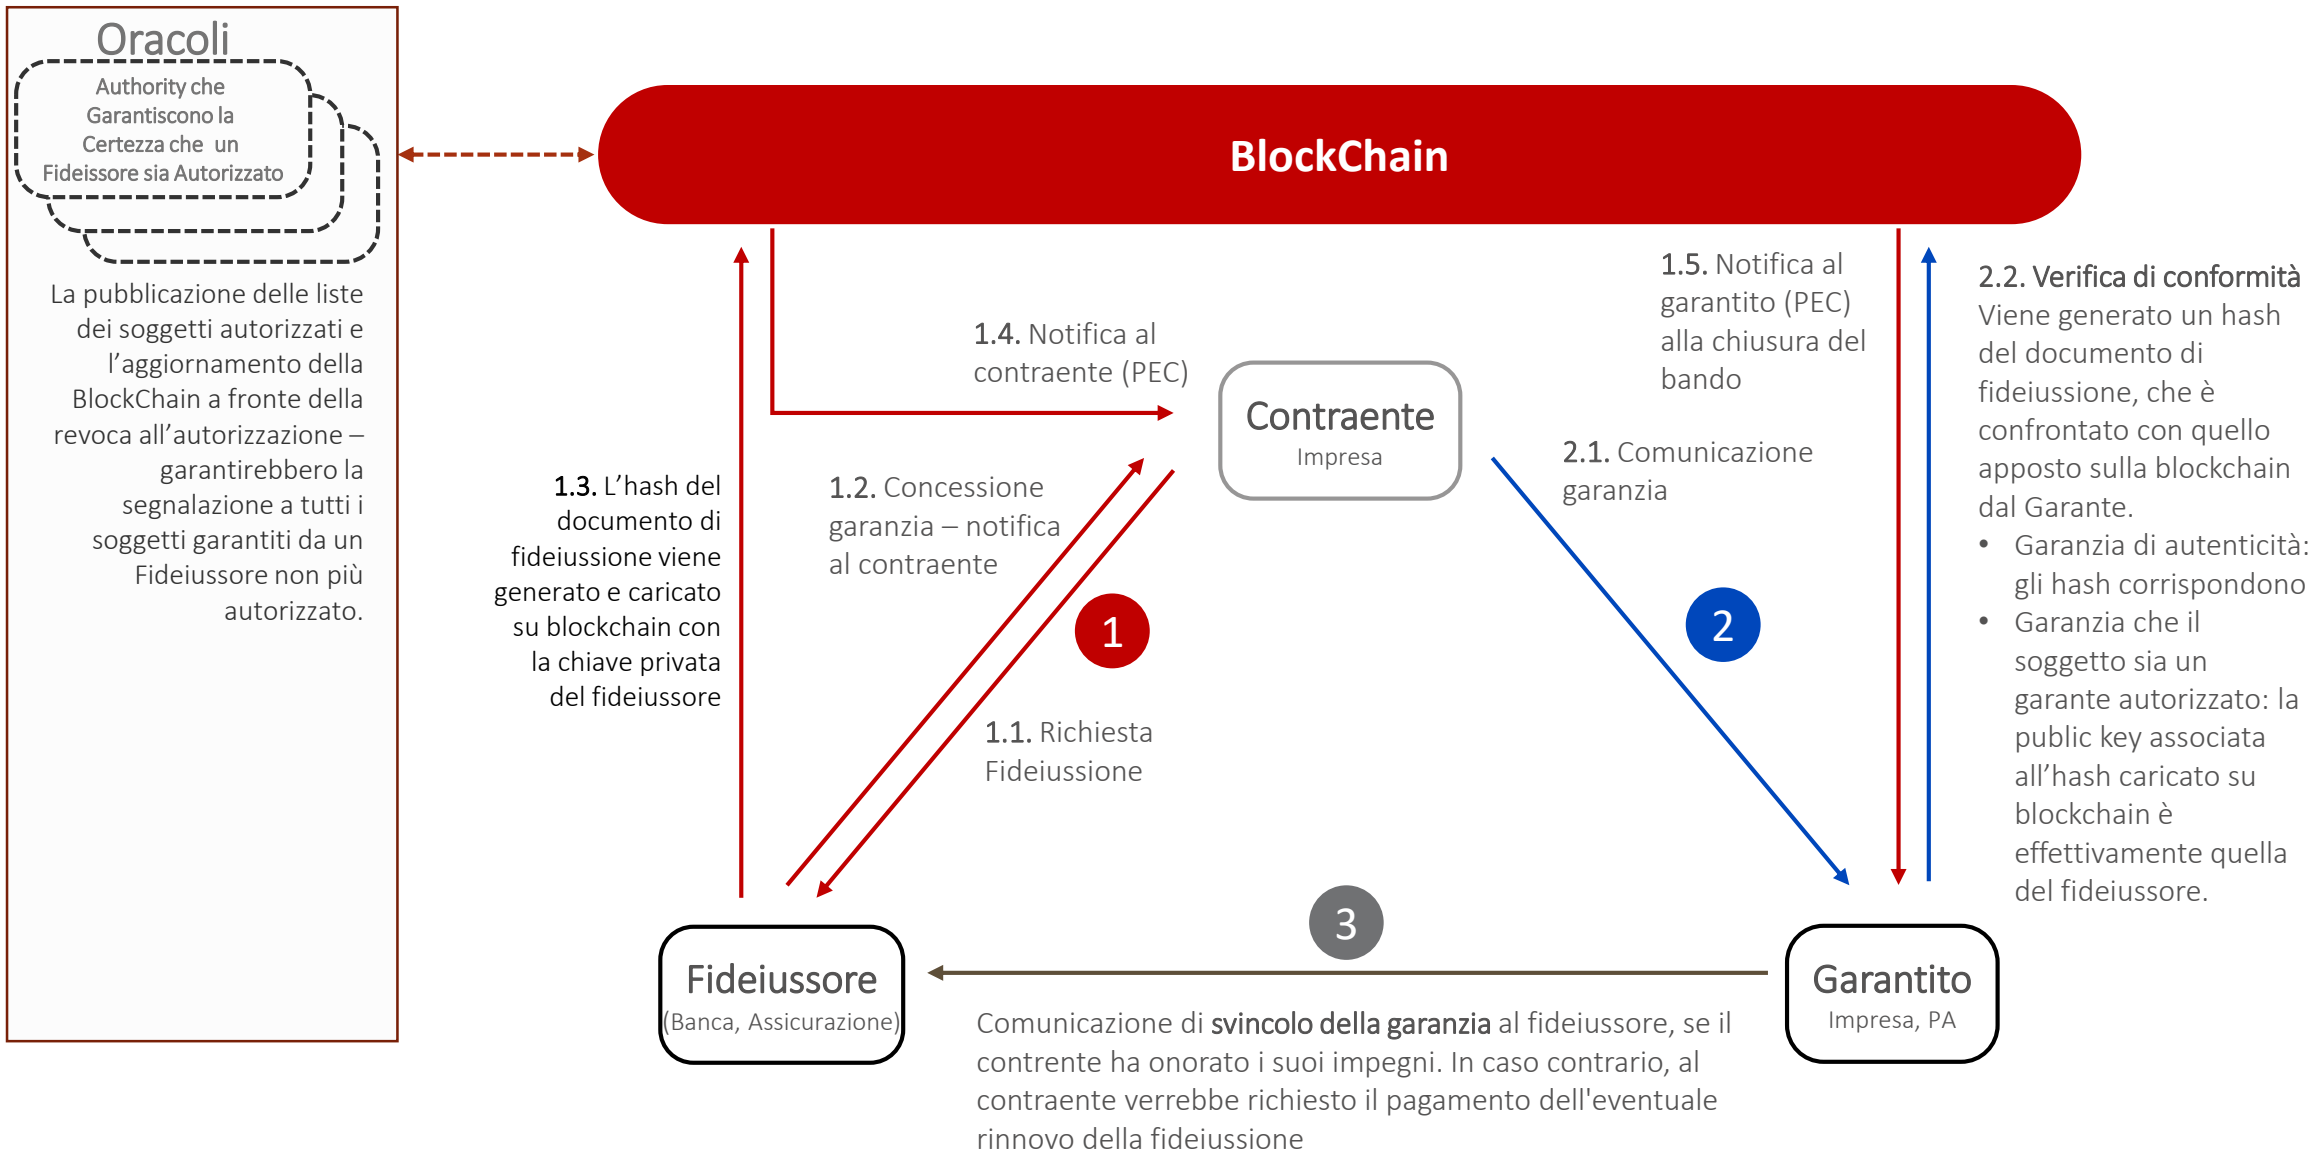 Oracoli
Authority che
Garantiscono la
Certezza che un
Fideissore sia Autorizzato
La pubblicazione delle liste
dei soggetti autorizzati e
l’aggiornamento della
BlockChain a fronte della
revoca all’autorizzazione –
garantirebbero la
segnalazione a tutti i
soggetti garantiti da un
Fideiussore non più
autorizzato.
BlockChain
1.3. L’hash del
documento di
fideiussione viene
generato e caricato
su blockchain con
la chiave privata
del fideiussore
1.4. Notifica al
contraente (PEC)
1.2. Concessione
garanzia – notifica
al contraente
1
1.1. Richiesta
Fideiussione
Contraente
Impresa
1.5. Notifica al
garantito (PEC)
alla chiusura del
bando
2.1. Comunicazione
garanzia
2
2.2. Verifica di conformità
Viene generato un hash
del documento di
fideiussione, che è
confrontato con quello
apposto sulla blockchain
dal Garante.
• Garanzia di autenticità:
gli hash corrispondono
• Garanzia che il
soggetto sia un
garante autorizzato: la
public key associata
all’hash caricato su
blockchain è
effettivamente quella
del fideiussore.
3
Fideiussore
(Banca, Assicurazione)
Garantito
Impresa, PA
Comunicazione di svincolo della garanzia al fideiussore, se il
contrente ha onorato i suoi impegni. In caso contrario, al
contraente verrebbe richiesto il pagamento dell'eventuale
rinnovo della fideiussione